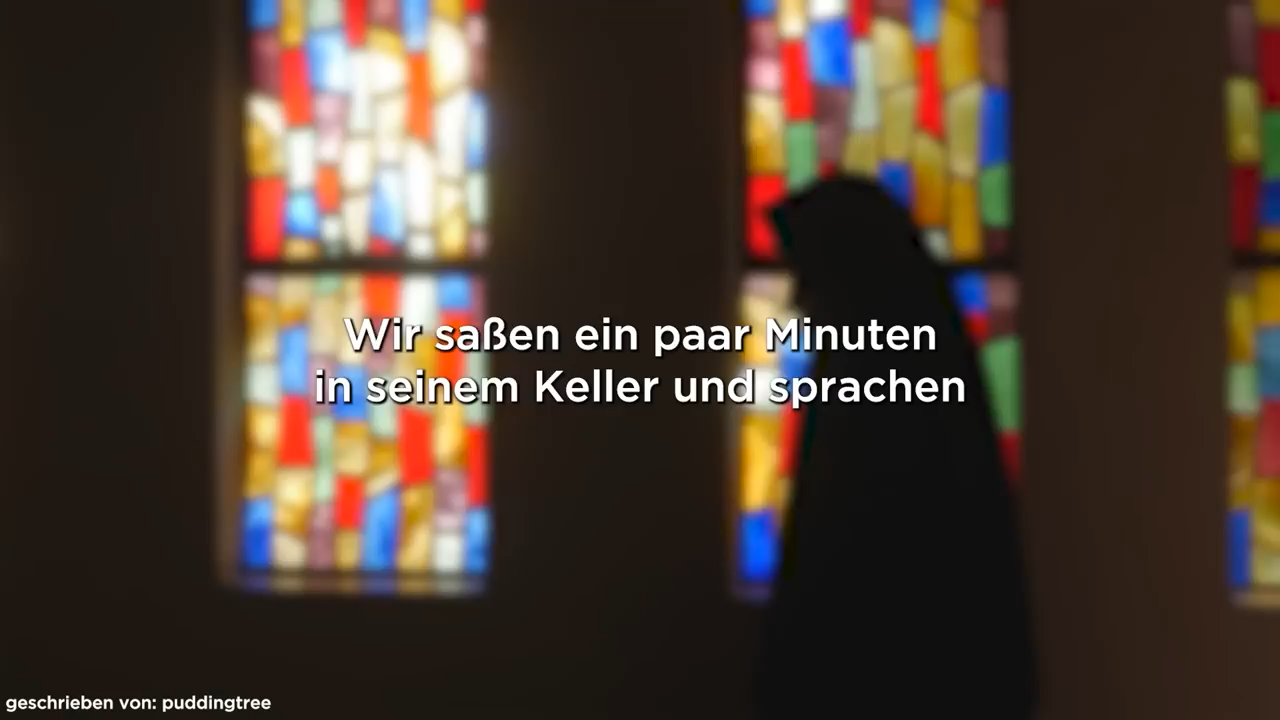 Wir saßen ein paar Minuten
in seinem Keller und sprachen
geschrieben von: puddingtree